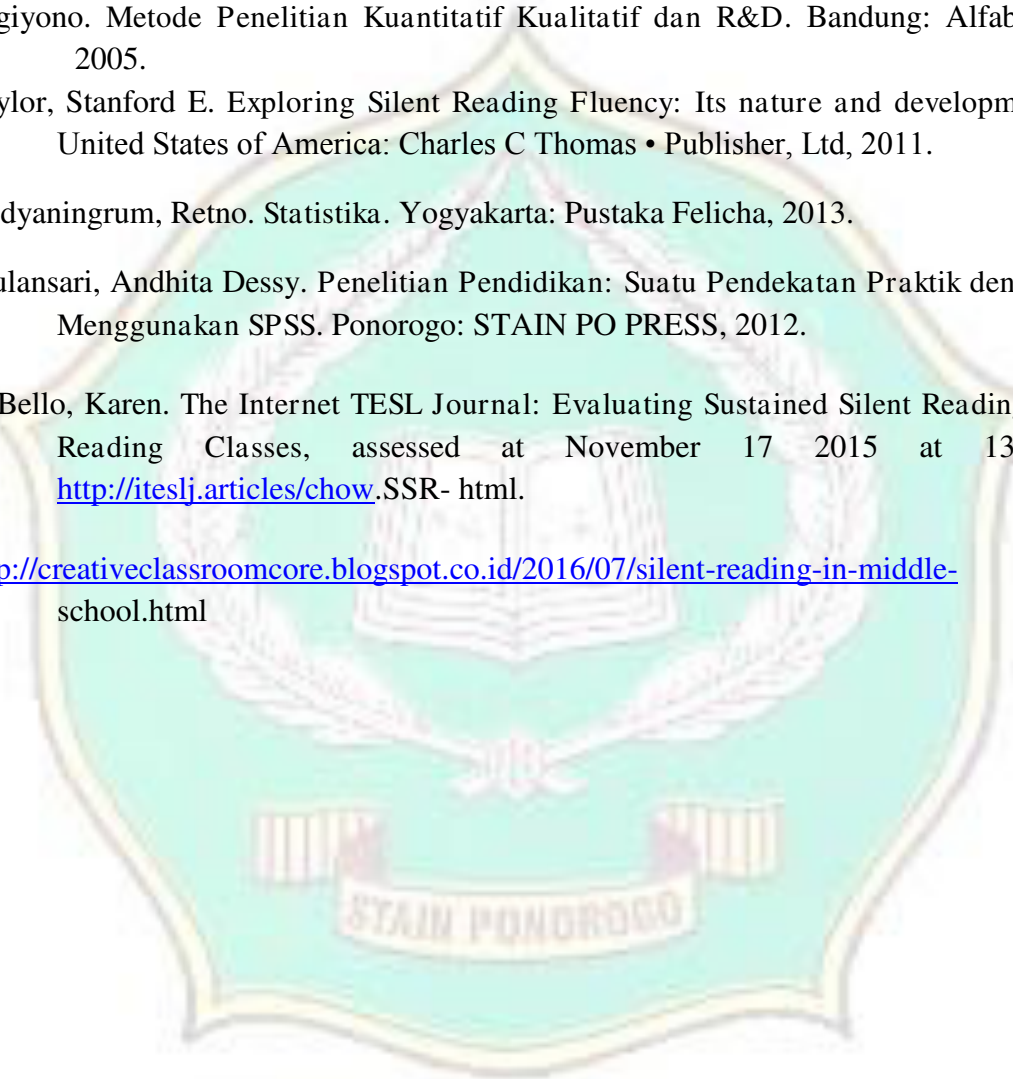 giyono. Metode Penelitian Kuantitatif Kualitatif dan R&D. Bandung: Alfab
2005.
ylor, Stanford E. Exploring Silent Reading Fluency: Its nature and developm
United States of America: Charles C Thomas • Publisher, Ltd, 2011.
dyaningrum, Retno. Statistika. Yogyakarta: Pustaka Felicha, 2013.
ulansari, Andhita Dessy. Penelitian Pendidikan: Suatu Pendekatan Praktik den
Menggunakan SPSS. Ponorogo: STAIN PO PRESS, 2012.
Bello, Karen. The Internet TESL Journal: Evaluating Sustained Silent Readin
Reading Classes, assessed at November 17 2015 at 13
http://iteslj.articles/chow.SSR- html.
p://creativeclassroomcore.blogspot.co.id/2016/07/silent-reading-in-middle-
school.html
STAIN PONOROGO